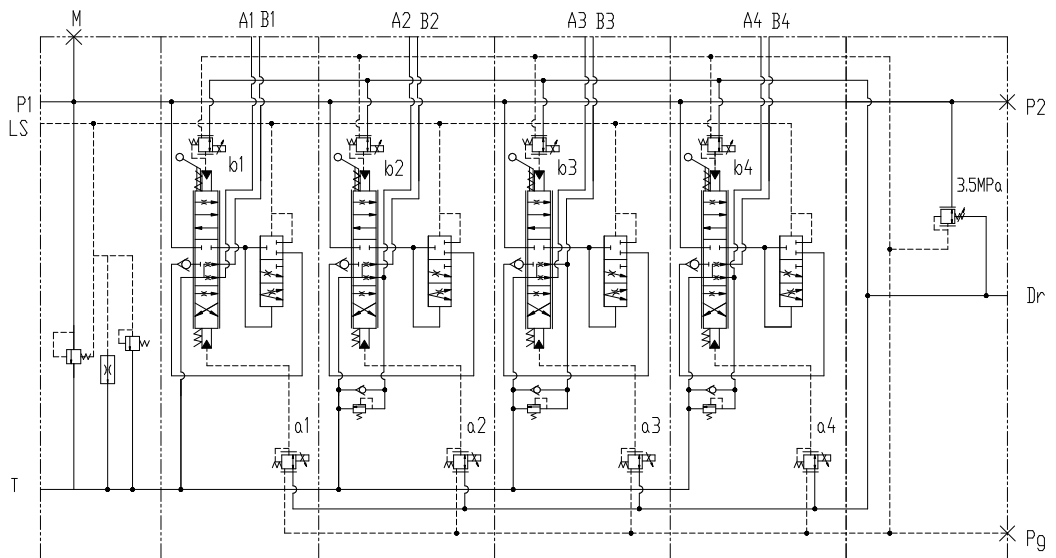 M
A1 B1
A2 B2
A3 B3
A4 B4
P1
P2
LS
b1
b2
b3
b4
3.5MPa
Dr
a1
a2
a3
a4
T
Pg